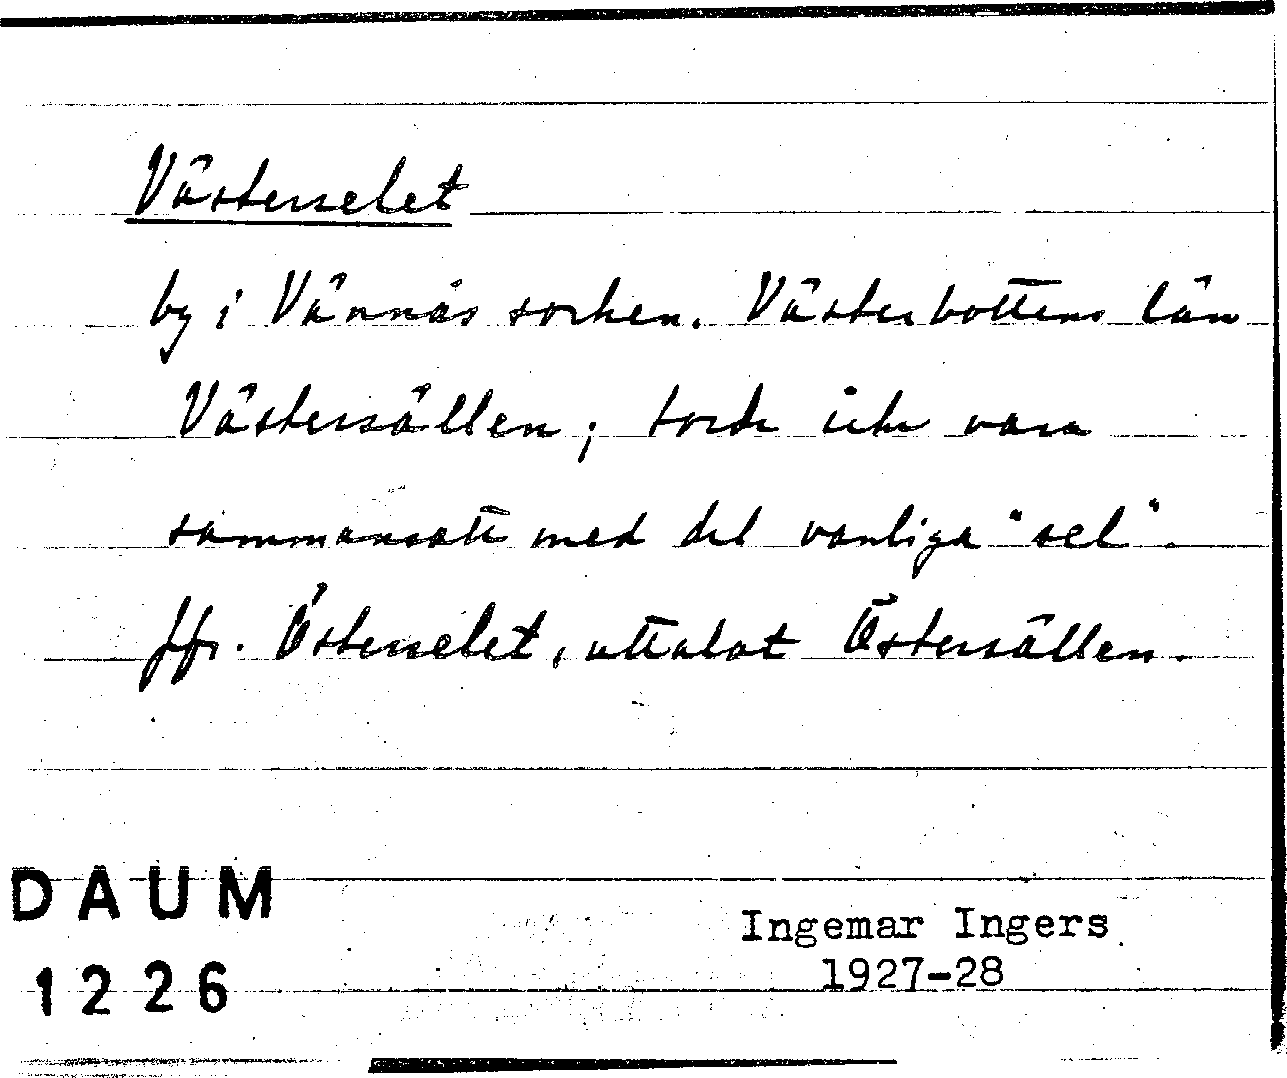 Västerselet
by i Vännäs socken. Västerbottens län
Västersällen; torde icke vara
sammansatt med det vanliga "sel".
Jfr. Österselet, uttalat Östersällen.
DAUM
1226
Ingemar Ingers
1927-28